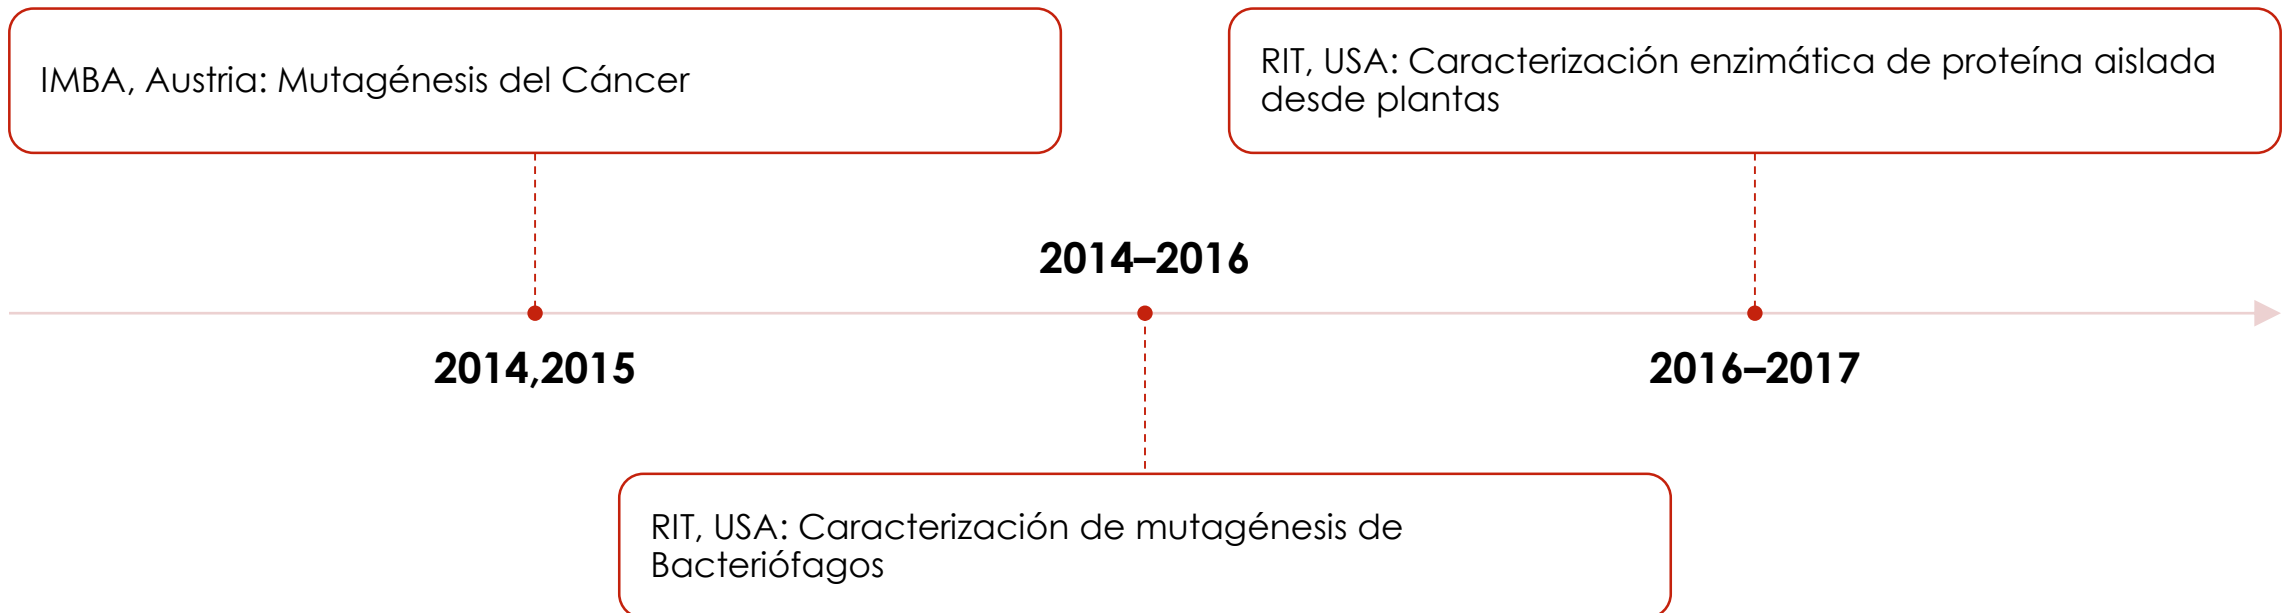 IMBA, Austria: Mutagénesis del Cáncer
2014,2015
2014–2016
RIT, USA: Caracterización de mutagénesis de
Bacteriófagos
RIT, USA: Caracterización enzimática de proteína aislada
desde plantas
2016–2017